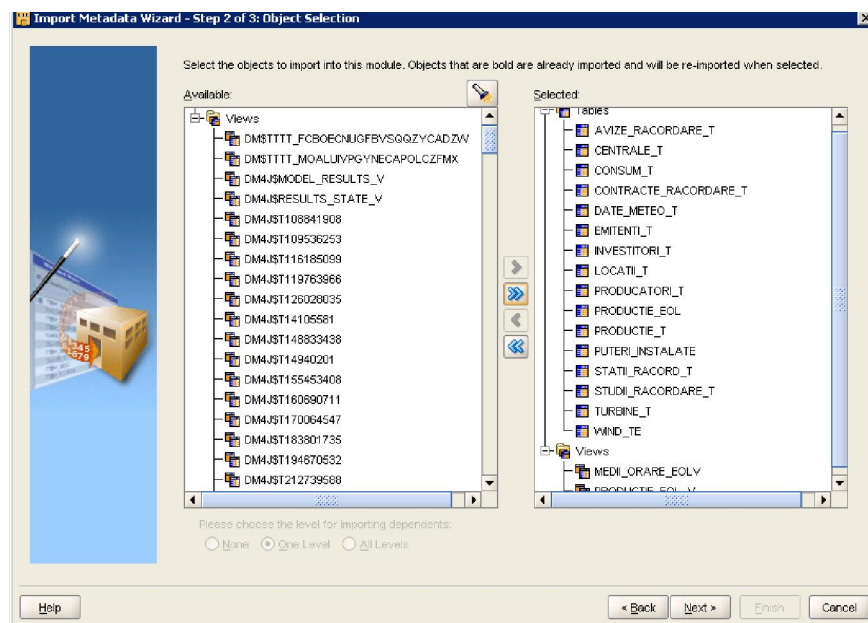 Import Metadata Wizard - Step 2 of 3: Object Selection
Select the objects to import into this module. Objects that are bold are already imported and will be re-imported when selected.
Available:
Views
DM$TTTT_FCBOECNUGFBVSQQZYCADZW
DM$TTTT_MOALUIVPGYNECAPOLCZFMX
DM4J$MODEL_RESULTS_V
DM4J$RESULTS_STATE_V
DM4J$T108841908
DM4J$T109536253
DM4J$T116185099
DM4J$T119763966
DM4J$T126028035
DM4J$T14105581
DM4J$T148833438
DM4J$T14940201
DM4J$T155453408
DM4J$T160690711
DM4J$T170064547
DM4J$T183801735
DM4J$T194670532
DM4J$T212739588
Selected:
Tables
AVIZE_RACORDARE_T
CENTRALE_T
CONSUM_T
CONTRACTE_RACORDARE_T
DATE_METEO_T
EMITENTI_T
INVESTITORI_T
LOCATII_T
PRODUCATORI_T
PRODUCTIE_EOL
PRODUCTIE_T
PUTERI_INSTALATE
STATII_RACORD_T
STUDII_RACORDARE_T
TURBINE_T
WIND_TE
Views
MEDII_ORARE_EOLV
PRODUCTIE_EOL_V
Please choose the level for importing dependents:
None One Level All Levels
Help « Back Next » Finish Cancel